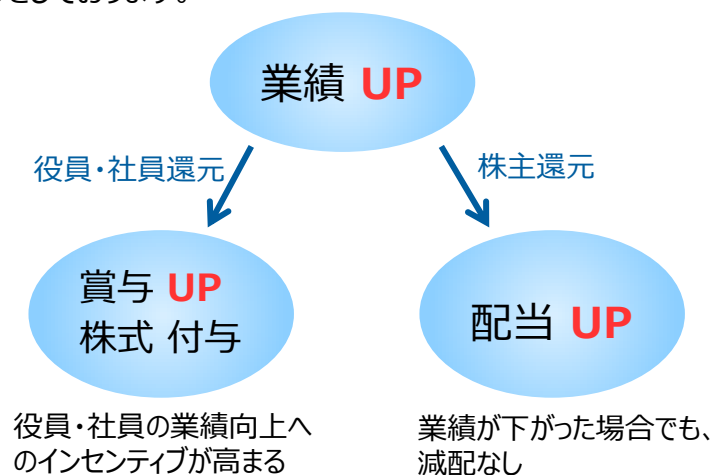 業績 UP
役員・社員還元
株主還元
賞与 UP
株式 付与
配当 UP
役員・社員の業績向上へ
のインセンティブが高まる
業績が下がった場合でも、
減配なし